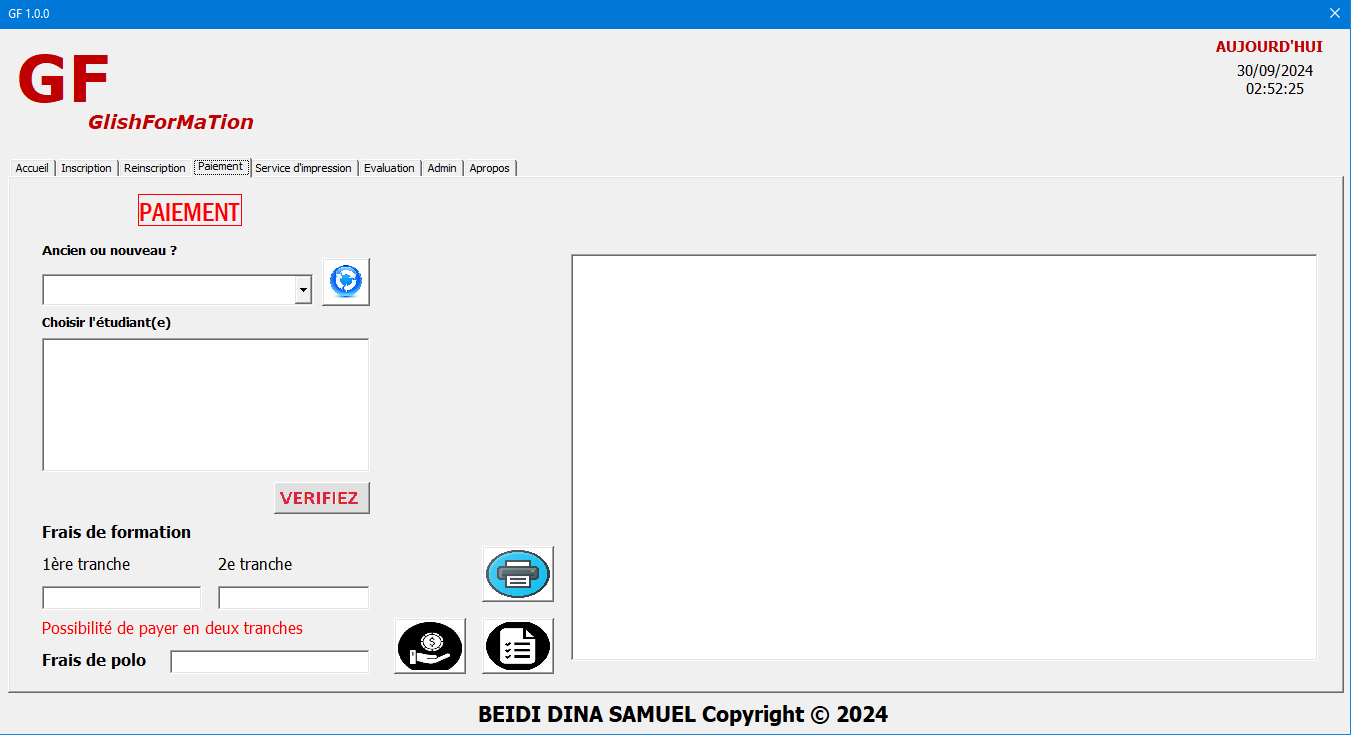 GF 1.0.0
GF
GlishForMaTion
AUJOURD'HUI
30/09/2024
02:52:25
Accueil Inscription Reinscription Paiement Service d'impression Evaluation Admin Apropos
PAIEMENT
Ancien ou nouveau ?
Choisir l'étudiant(e)
VERIFIEZ
Frais de formation
1ère tranche 2e tranche
Possibilité de payer en deux tranches
Frais de polo
BEIDI DINA SAMUEL Copyright © 2024